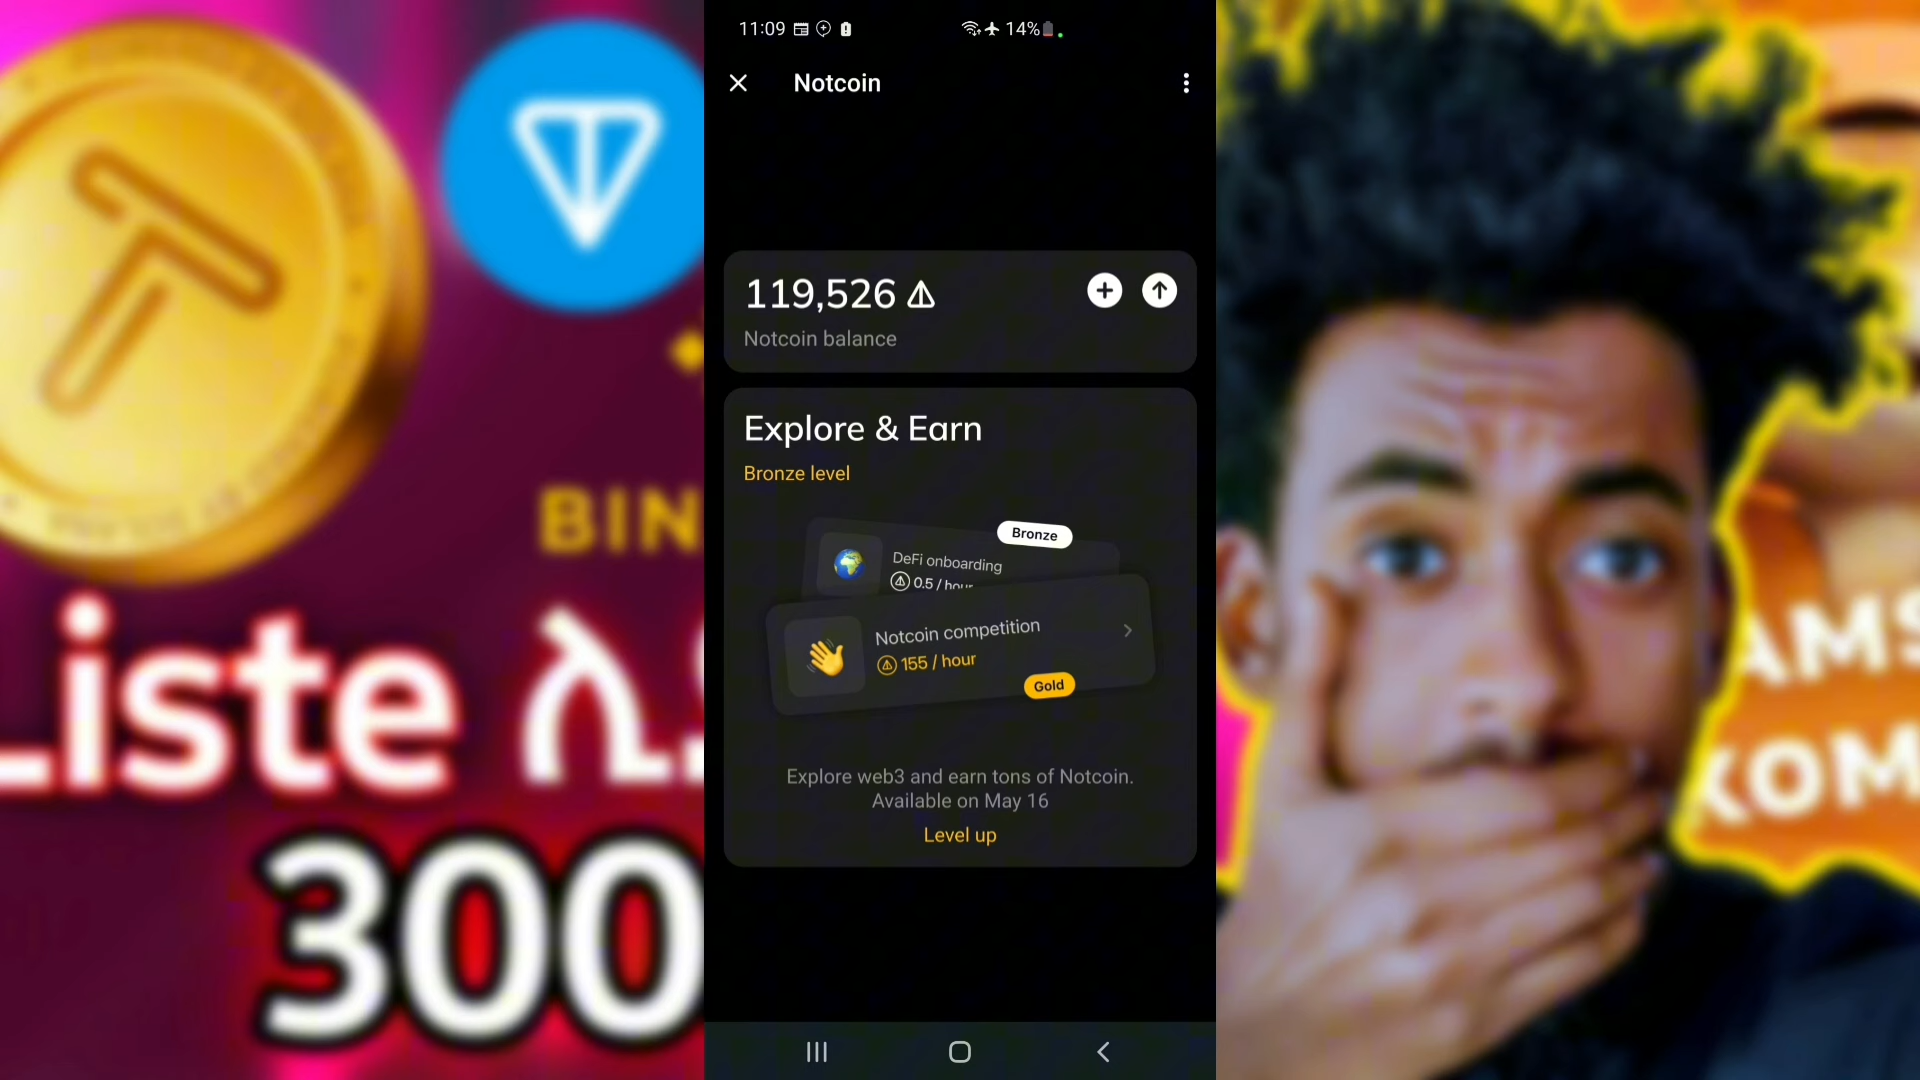 11:09
14%
Notcoin
119,526
Notcoin balance
Explore & Earn
Bronze level
Bronze
DeFi onboarding
0.5 / hour
Notcoin competition
155 / hour
Gold
Explore web3 and earn tons of Notcoin.
Available on May 16
Level up
BIN
Liste
300
AMS
KOM